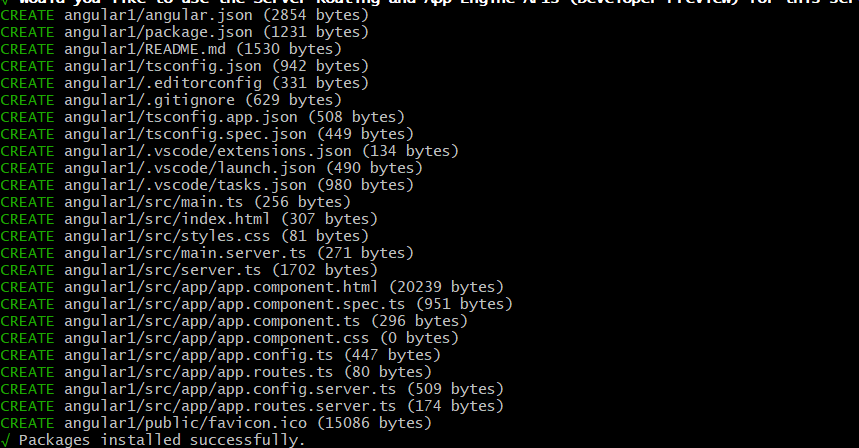 √ Would you like to use the Server Routing and App Engine APIs (Developer Preview) for this ser
CREATE angular1/angular.json (2854 bytes)
CREATE angular1/package.json (1231 bytes)
CREATE angular1/README.md (1530 bytes)
CREATE angular1/tsconfig.json (942 bytes)
CREATE angular1/.editorconfig (331 bytes)
CREATE angular1/.gitignore (629 bytes)
CREATE angular1/tsconfig.app.json (508 bytes)
CREATE angular1/tsconfig.spec.json (449 bytes)
CREATE angular1/.vscode/extensions.json (134 bytes)
CREATE angular1/.vscode/launch.json (490 bytes)
CREATE angular1/.vscode/tasks.json (980 bytes)
CREATE angular1/src/main.ts (256 bytes)
CREATE angular1/src/index.html (307 bytes)
CREATE angular1/src/styles.css (81 bytes)
CREATE angular1/src/main.server.ts (271 bytes)
CREATE angular1/src/server.ts (1702 bytes)
CREATE angular1/src/app/app.component.html (20239 bytes)
CREATE angular1/src/app/app.component.spec.ts (951 bytes)
CREATE angular1/src/app/app.component.ts (296 bytes)
CREATE angular1/src/app/app.component.css (0 bytes)
CREATE angular1/src/app/app.config.ts (447 bytes)
CREATE angular1/src/app/app.routes.ts (80 bytes)
CREATE angular1/src/app/app.config.server.ts (509 bytes)
CREATE angular1/src/app/app.routes.server.ts (174 bytes)
CREATE angular1/public/favicon.ico (15086 bytes)
√ Packages installed successfully.